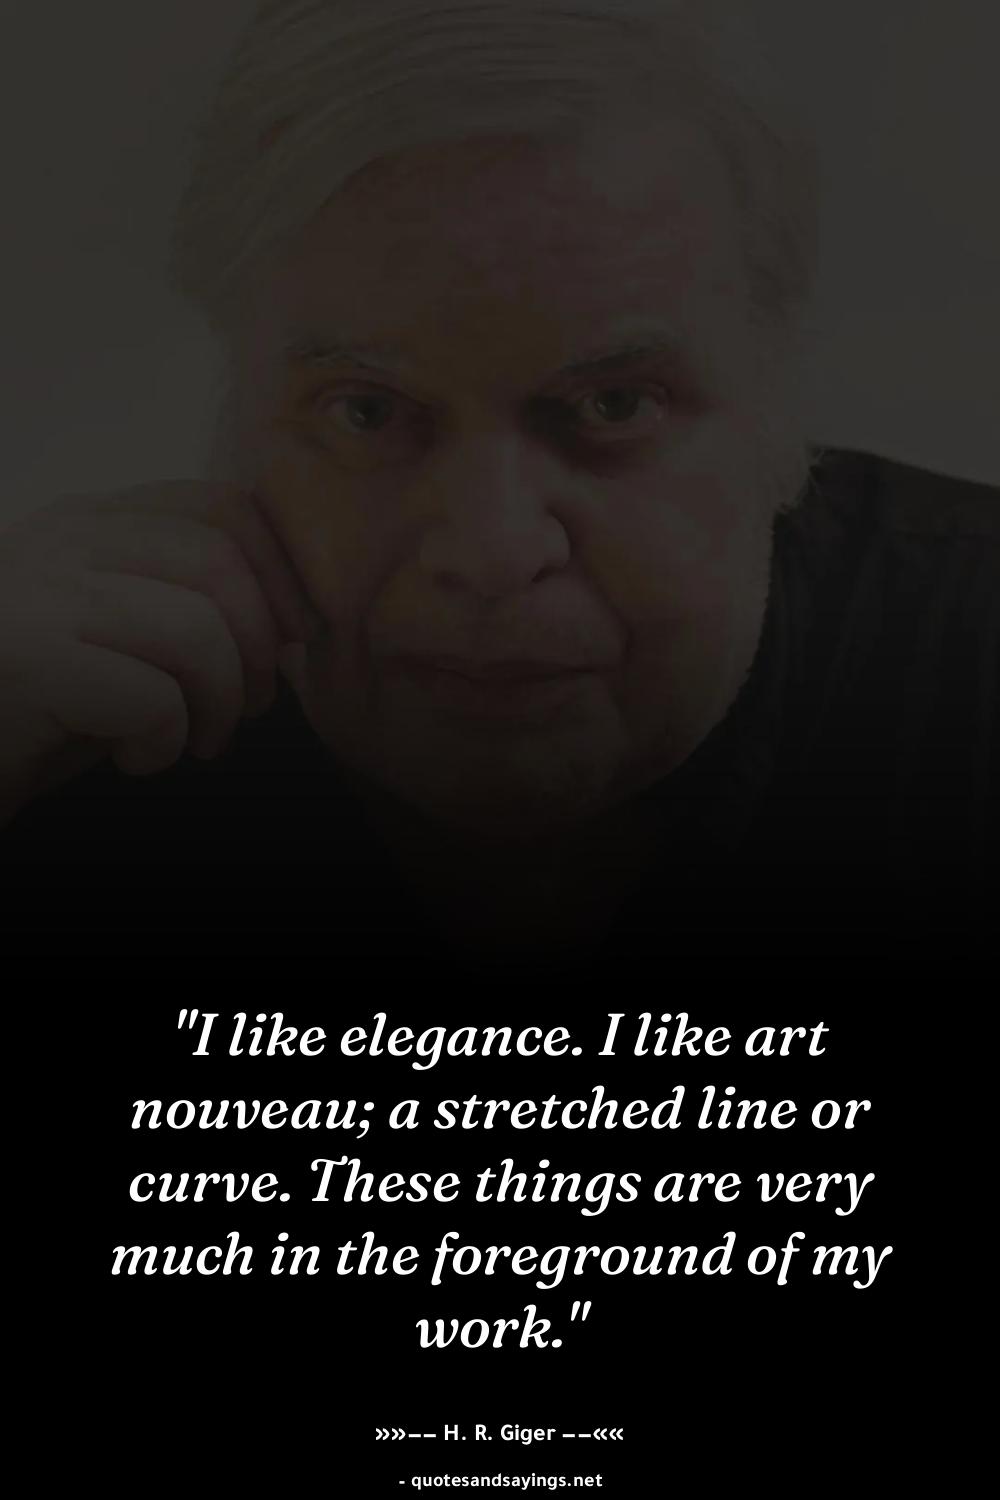 "I like elegance. I like art
nouveau; a stretched line or
curve. These things are very
much in the foreground of my
work."
»»−− H. R. Giger −−««
- quotesandsayings.net